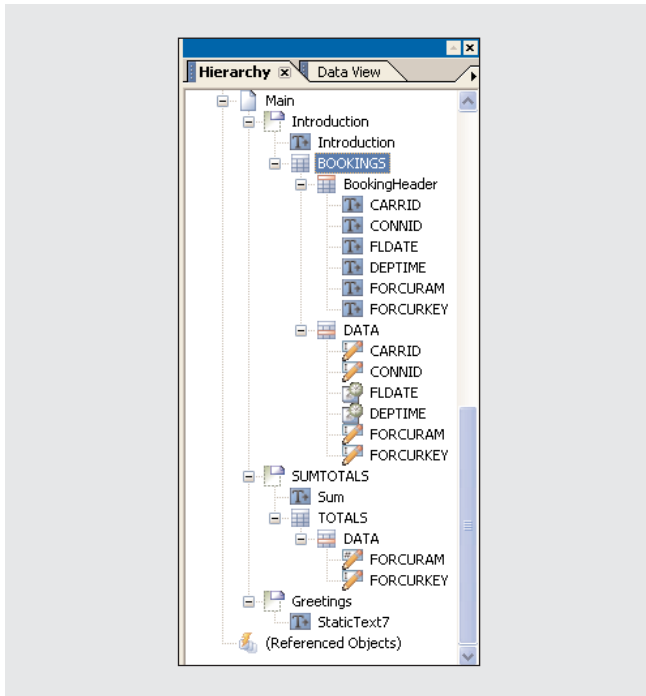 Hierarchy Data View
Main
Introduction
Introduction
BOOKINGS
BookingHeader
CARRID
CONNID
FLDATE
DEPTIME
FORCURAM
FORCURKEY
DATA
CARRID
CONNID
FLDATE
DEPTIME
FORCURAM
FORCURKEY
SUMTOTALS
Sum
TOTALS
DATA
FORCURAM
FORCURKEY
Greetings
StaticText7
(Referenced Objects)